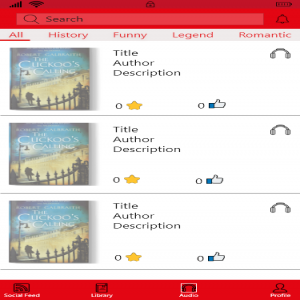 Search
All History Funny Legend Romantic
ROBERT GALBRAITH
THE
CUCKOO'S
CALLING
Title
Author
Description
0 0
ROBERT GALBRAITH
THE
CUCKOO'S
CALLING
Title
Author
Description
0 0
ROBERT GALBRAITH
THE
CUCKOO'S
CALLING
Title
Author
Description
0 0
Social Feed Library Audio Profile